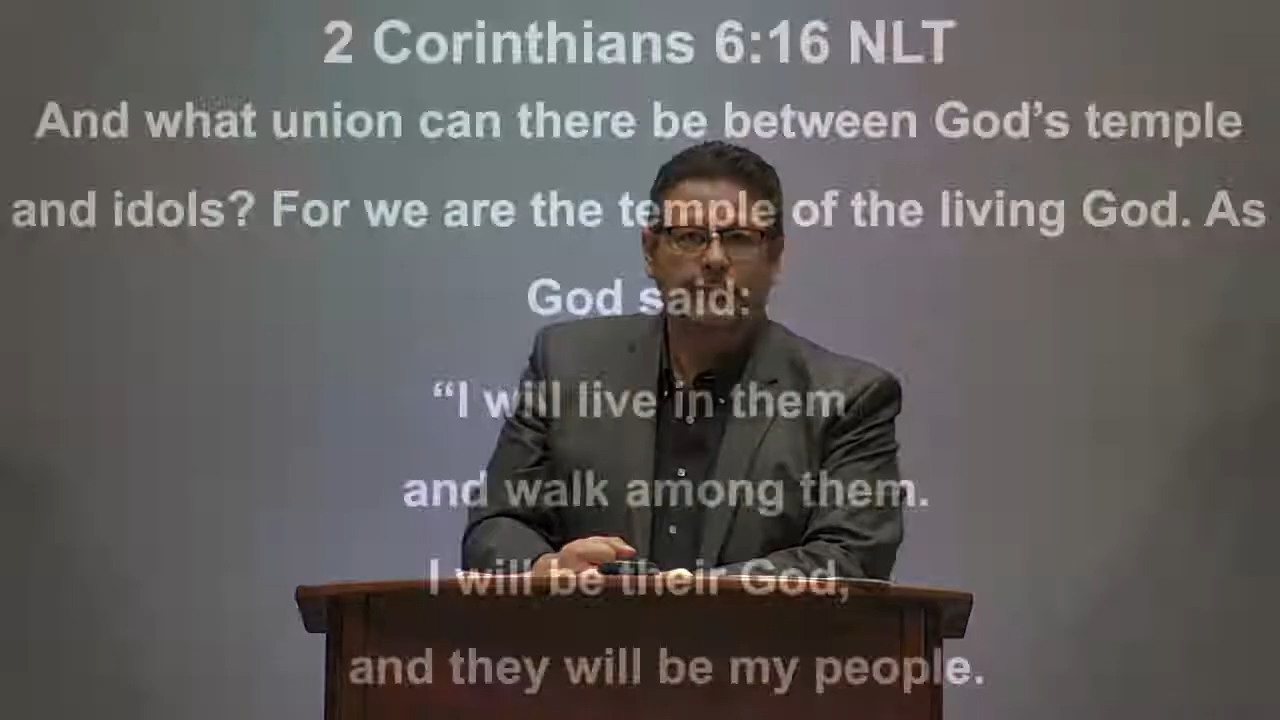 2 Corinthians 6:16 NLT
And what union can there be between God’s temple
and idols? For we are the temple of the living God. As
God said:
“I will live in them
and walk among them.
I will be their God,
and they will be my people.